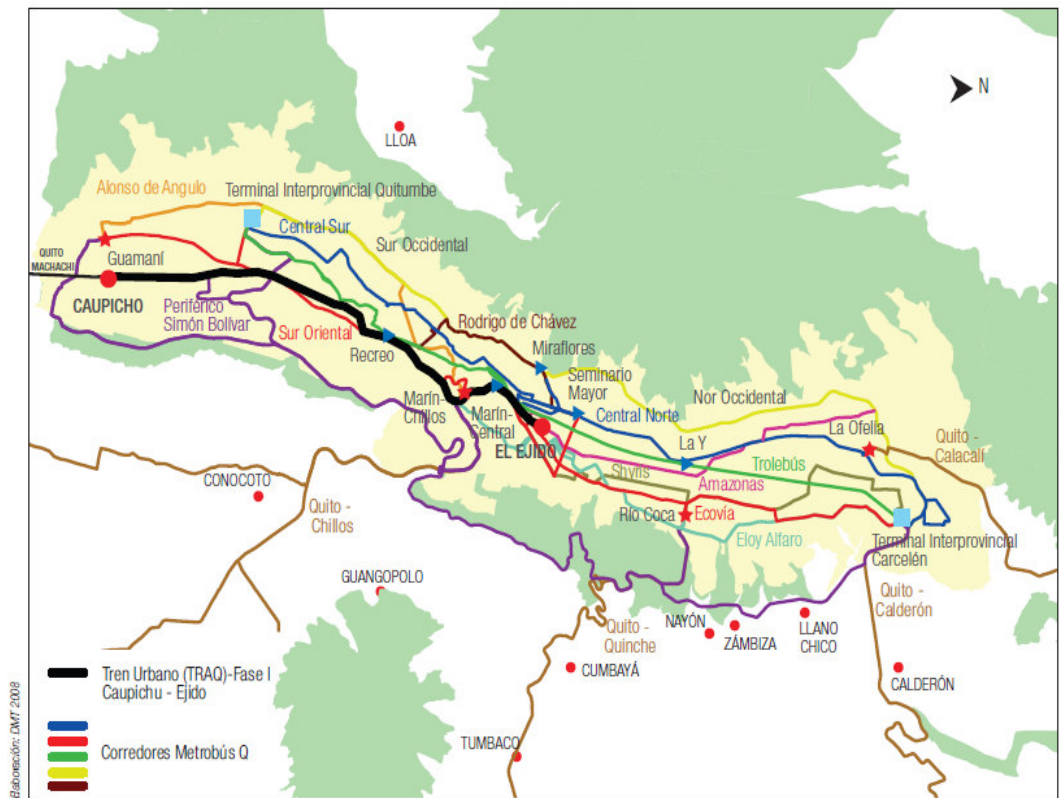 N
LLOA
Alonso de Angulo
Terminal Interprovincial Quitumbe
Central Sur
Sur Occidental
QUITO
MACHACHI
Guamaní
CAUPICHO
Periférico
Simón Bolívar
Sur Oriental
Recreo
Rodrigo de Chávez
Miraflores
Seminario
Mayor
Marín-
Chillos
Marín-
Central
EL EJIDO
Central Norte
Nor Occidental
La Y
La Ofelia
Quito -
Calacalí
Trolebús
Shyris
Amazonas
Río Coca
Ecovía
Eloy Alfaro
Terminal Interprovincial
Carcelén
CONOCOTO
Quito -
Chillos
GUANGOPOLO
Quito -
Quinche
NAYÓN
ZÁMBIZA
LLANO
CHICO
Quito -
Calderón
CUMBAYÁ
CALDERÓN
TUMBACO
Tren Urbano (TRAQ)-Fase I
Caupichu - Ejido
Corredores Metrobús Q
Elaboración: DMT 2008